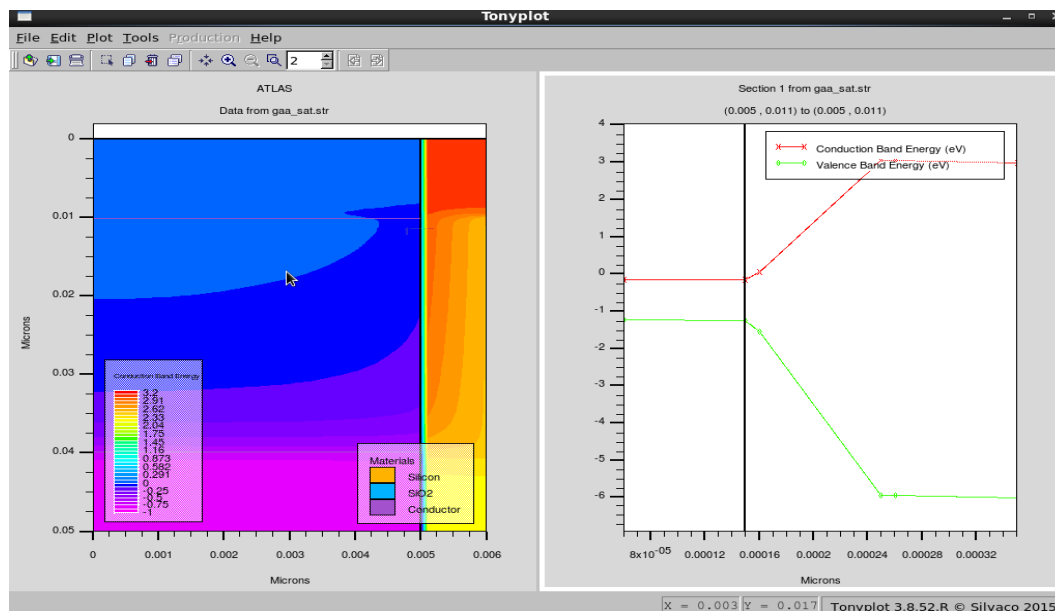 Tonyplot
File Edit Plot Tools Production Help
2
ATLAS
Data from gaa_sat.str
0
0.01
0.02
0.03
0.04
0.05
Microns
1
Conduction Band Energy
3.2
2.91
2.62
2.33
2.04
1.75
1.45
1.16
0.873
0.582
0.291
0
-0.25
-0.5
-0.75
-1
Materials
Silicon
SiO2
Conductor
0 0.001 0.002 0.003 0.004 0.005 0.006
Microns
Section 1 from gaa_sat.str
(0.005 , 0.011) to (0.005 , 0.011)
Conduction Band Energy (eV)
Valence Band Energy (eV)
4
3
2
1
0
-1
-2
-3
-4
-5
-6
8x10-05 0.00012 0.00016 0.0002 0.00024 0.00028 0.00032
Microns
X = 0.003 Y = 0.017 Tonyplot 3.8.52.R © Silvaco 2015